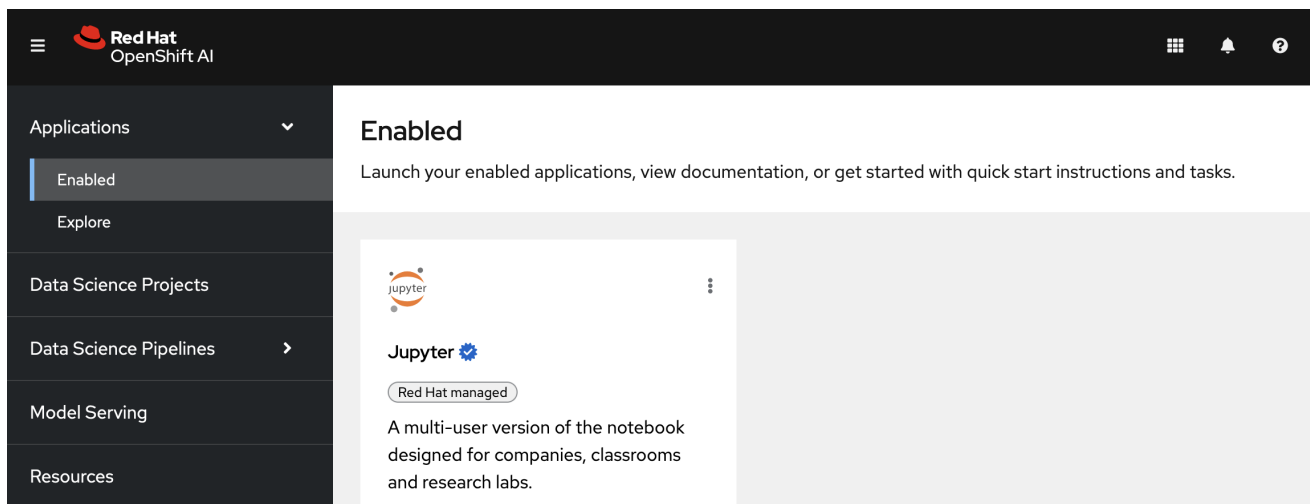 Red Hat
OpenShift AI
Applications
Enabled
Explore
Data Science Projects
Data Science Pipelines
Model Serving
Resources
Enabled
Launch your enabled applications, view documentation, or get started with quick start instructions and tasks.
jupyter
Jupyter
Red Hat managed
A multi-user version of the notebook
designed for companies, classrooms
and research labs.